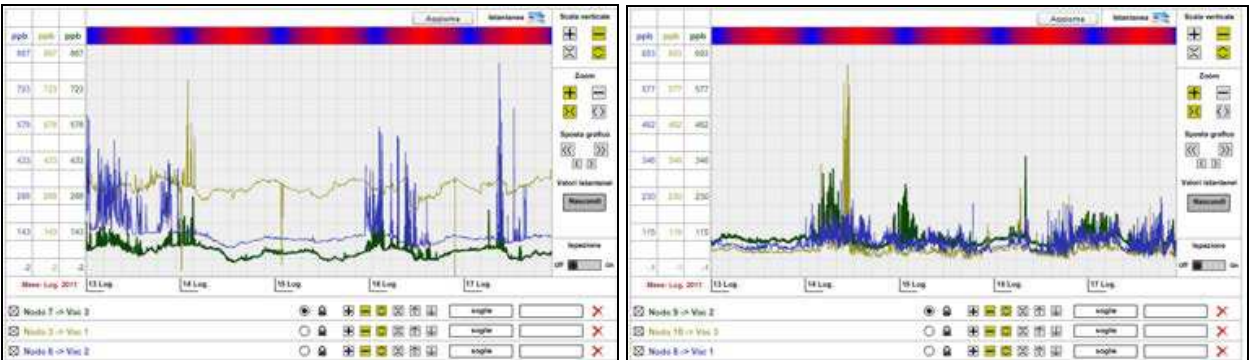 Aggiorna Istantanea Scala verticale
ppb ppb ppb
867 867 867
Zoom
723 723 723
578 578 578
Sposta grafico
433 433 433
Valori istantanei
288 288 288
Nascondi
143 143 143
Ispezione
-2 -2 -2
Off On
Mese: Lug. 2011 13 Lug. 14 Lug. 15 Lug. 16 Lug. 17 Lug.
Nodo 7 -> Voc 3 soglie
Nodo 3 -> Voc 1 soglie
Nodo 6 -> Voc 2 soglie
Aggiorna Istantanea Scala verticale
ppb ppb ppb
693 693 693
Zoom
577 577 577
462 462 462
Sposta grafico
346 346 346
Valori istantanei
230 230 230
Nascondi
115 115 115
Ispezione
-1 -1 -1
Off On
Mese: Lug. 2011 13 Lug. 14 Lug. 15 Lug. 16 Lug. 17 Lug.
Nodo 9 -> Voc 2 soglie
Nodo 10 -> Voc 3 soglie
Nodo 8 -> Voc 1 soglie